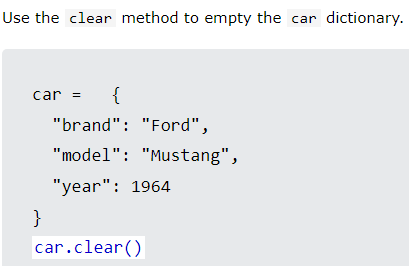 Use the clear method to empty the car dictionary.
car = {
"brand": "Ford",
"model": "Mustang",
"year": 1964
}
car.clear()